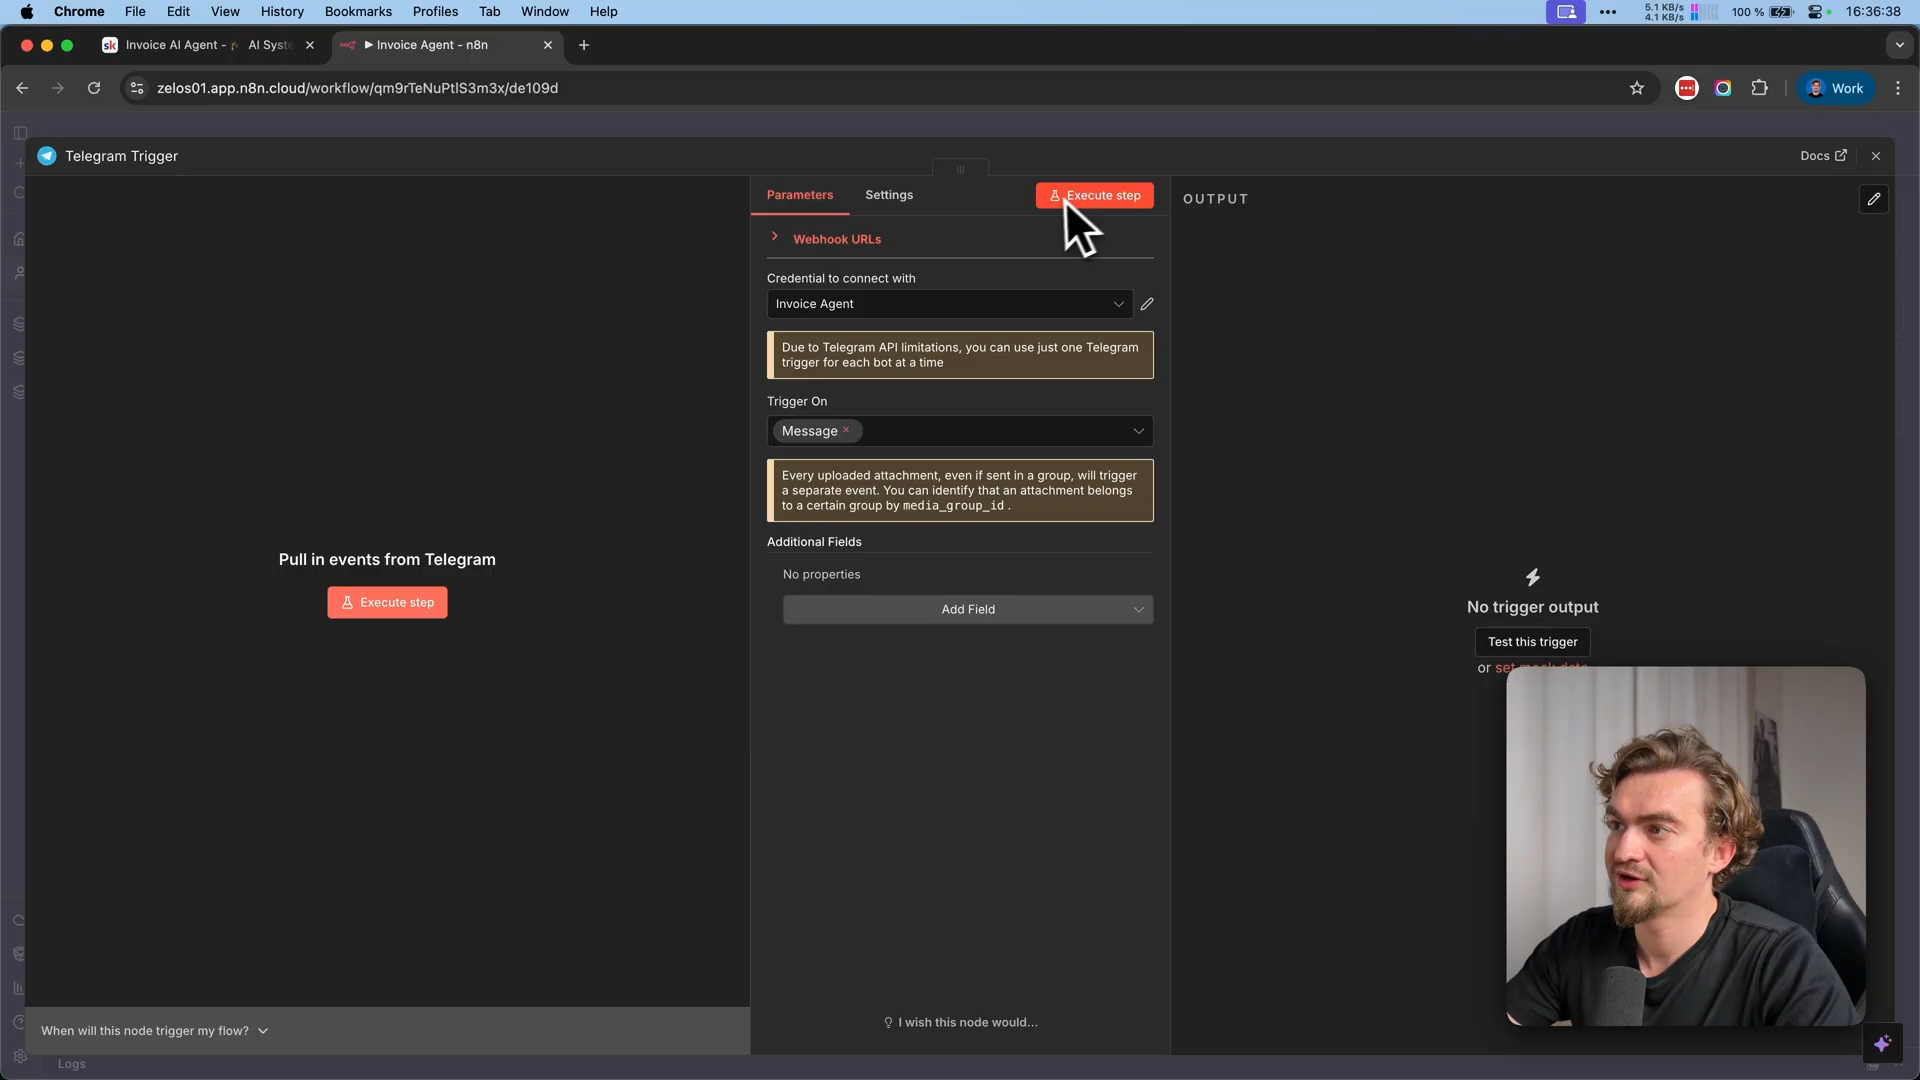 Chrome File Edit View History Bookmarks Profiles Tab Window Help
5.1 KB/s
4.1 KB/s
100 %
16:36:38
sk Invoice AI Agent - AI Syst
Invoice Agent - n8n
zelos01.app.n8n.cloud/workflow/qm9rTeNuPtlS3m3x/de109d
Work
Telegram Trigger
Docs
Parameters
Settings
Execute step
OUTPUT
Webhook URLs
Credential to connect with
Invoice Agent
Due to Telegram API limitations, you can use just one Telegram
trigger for each bot at a time
Trigger On
Message
Every uploaded attachment, even if sent in a group, will trigger
a separate event. You can identify that an attachment belongs
to a certain group by media_group_id .
Additional Fields
No properties
Add Field
Pull in events from Telegram
Execute step
No trigger output
Test this trigger
or set mock data
I wish this node would...
When will this node trigger my flow?
Logs